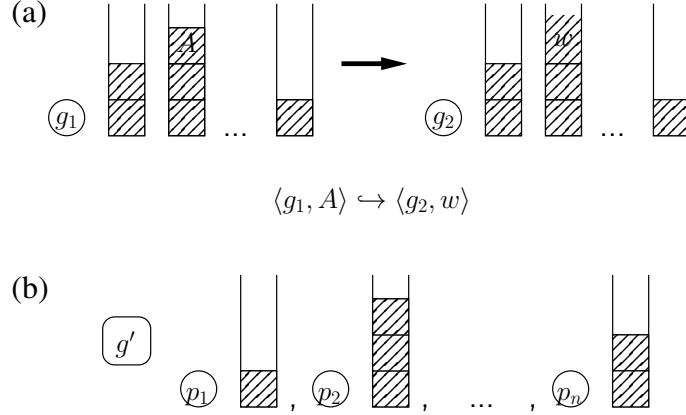 (a)
A w
g₁ ... g₂ ...
⟨g₁, A⟩ ↪ ⟨g₂, w⟩
(b)
g′
p₁ , p₂ , ... , pₙ